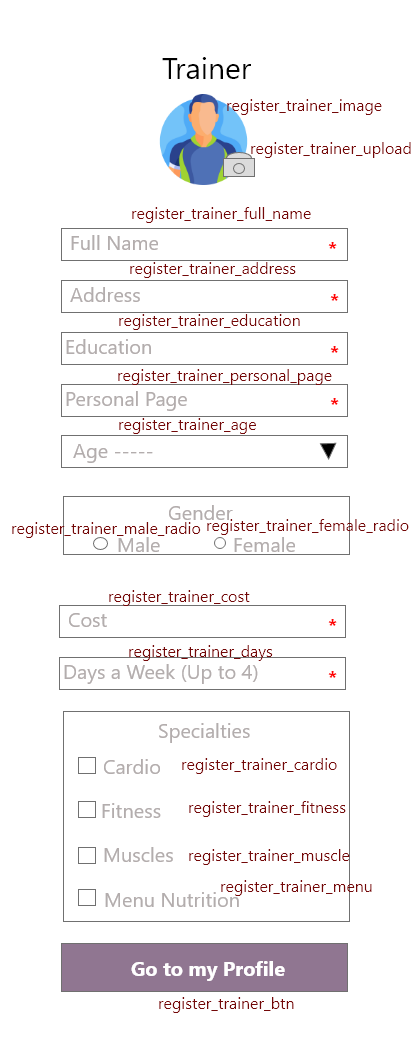 Trainer
register_trainer_image
register_trainer_upload
register_trainer_full_name
Full Name *
register_trainer_address
Address *
register_trainer_education
Education *
register_trainer_personal_page
Personal Page *
register_trainer_age
Age -----
Gender
register_trainer_male_radio register_trainer_female_radio
Male Female
register_trainer_cost
Cost *
register_trainer_days
Days a Week (Up to 4) *
Specialties
Cardio register_trainer_cardio
Fitness register_trainer_fitness
Muscles register_trainer_muscle
register_trainer_menu
Menu Nutrition
Go to my Profile
register_trainer_btn